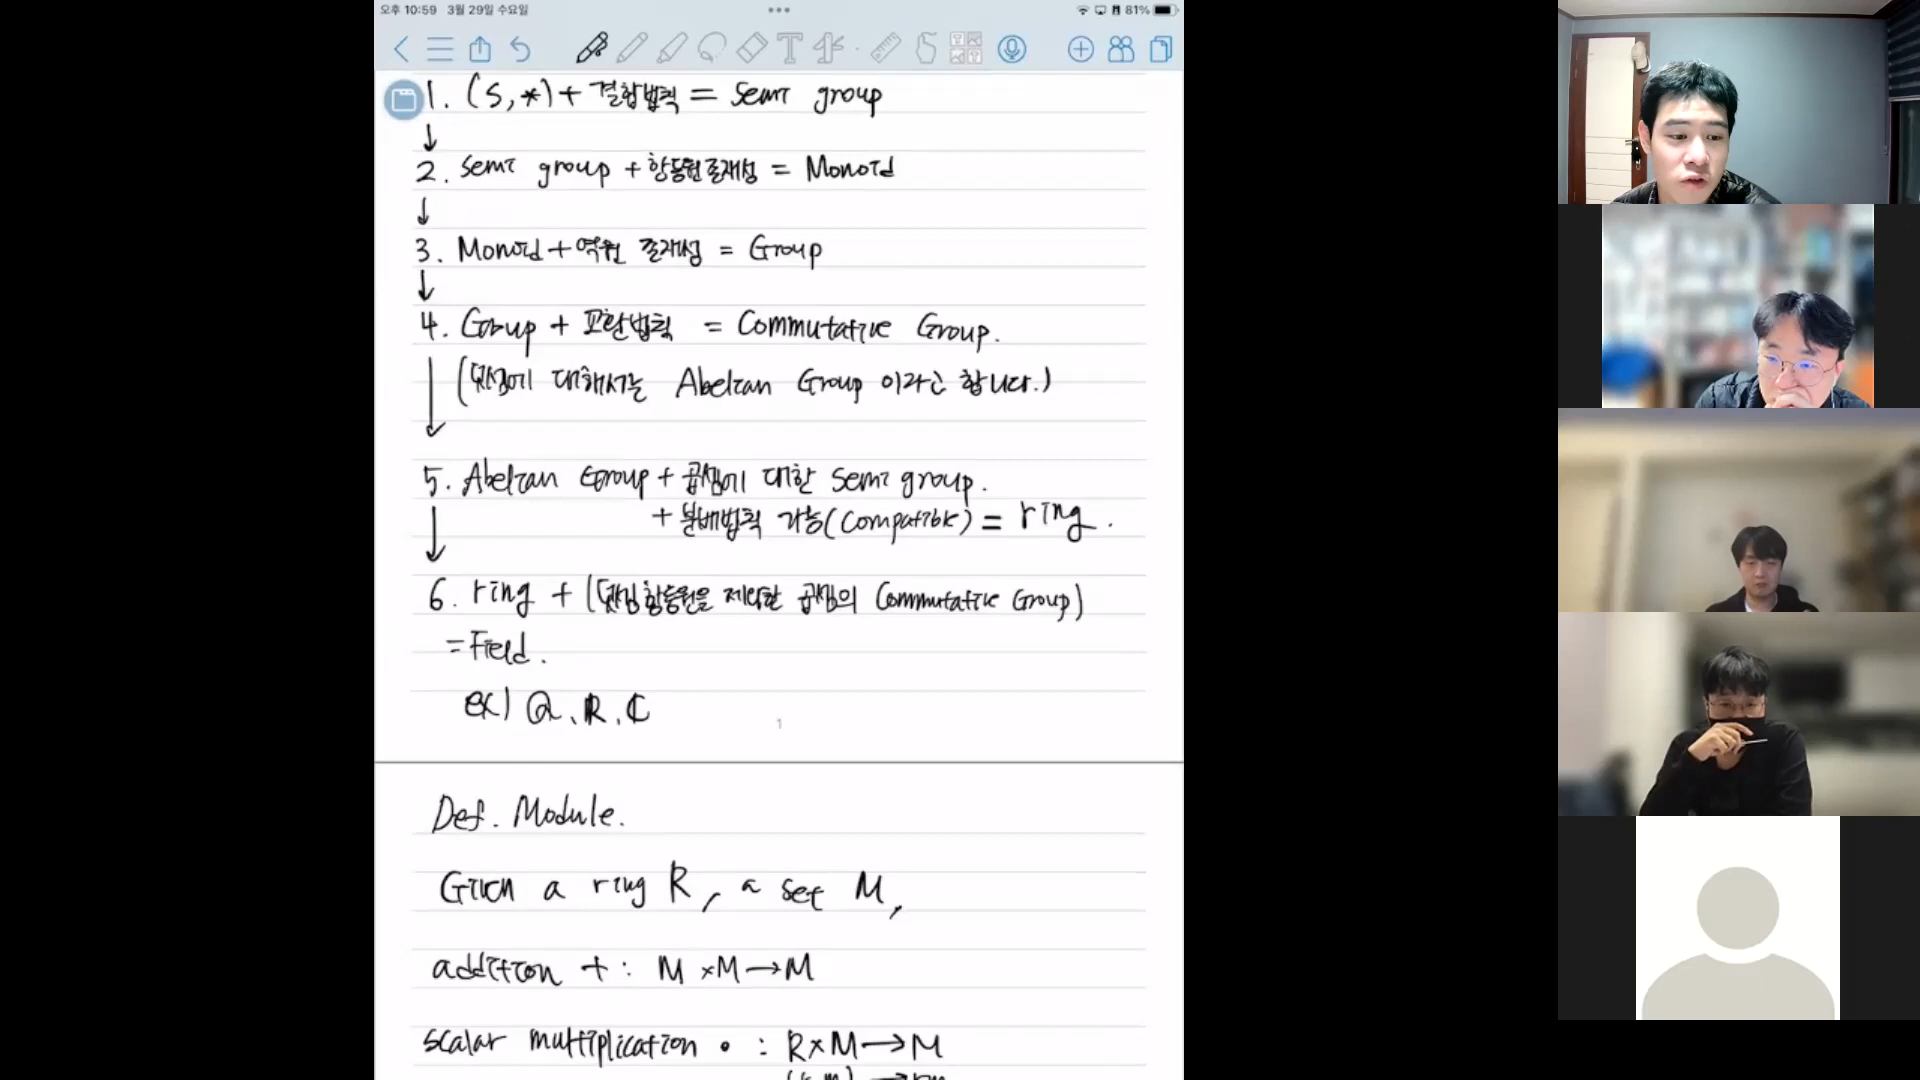 오후 10:59 3월 29일 수요일
81%
1. (S, *) + 결합법칙 = Semi group
↓
2. Semi group + 항등원 존재성 = Monoid
↓
3. Monoid + 역원 존재성 = Group
↓
4. Group + 교환법칙 = Commutative Group.
(덧셈에 대해서는 Abelian Group 이라고 합니다.)
↓
5. Abelian Group + 곱셈에 대한 Semi group.
+ 분배법칙 가능(Compatible) = ring.
↓
6. ring + (덧셈 항등원을 제외한 곱셈의 Commutative Group)
= Field.
ex) Q, R, C
1
Def. Module.
Given a ring R, a set M,
addition + : M × M → M
scalar multiplication • : R × M → M